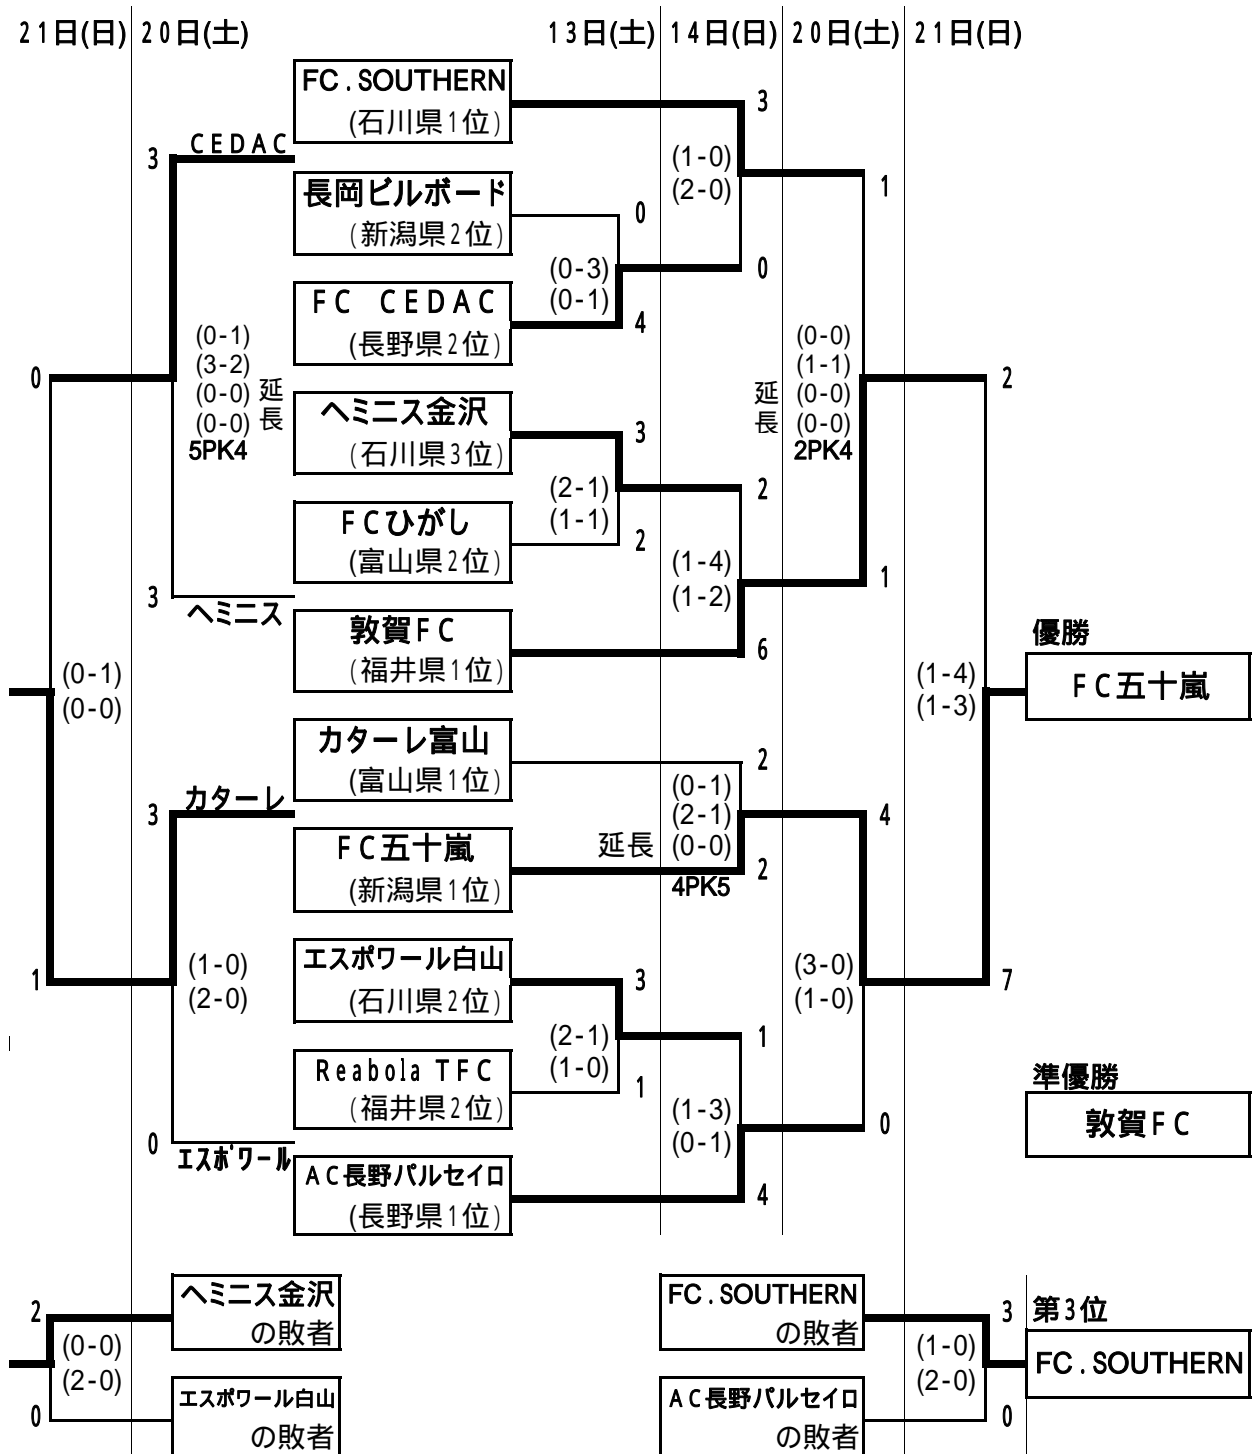 21日(日) 20日(土) 13日(土) 14日(日) 20日(土) 21日(日)
FC.SOUTHERN
(石川県1位)
3
CEDAC
3
(1-0)
(2-0)
1
長岡ビルボード
(新潟県2位)
0
(0-3)
(0-1)
0
FC CEDAC
(長野県2位)
4
(0-1)
(3-2)
(0-0)
(0-0)
延長
5PK4
(0-0)
(1-1)
(0-0)
(0-0)
延長
2PK4
0
2
ヘミニス金沢
(石川県3位)
3
(2-1)
(1-1)
2
FCひがし
(富山県2位)
2
(1-4)
(1-2)
1
3
ヘミニス
敦賀FC
(福井県1位)
6
優勝
FC五十嵐
(0-1)
(0-0)
(1-4)
(1-3)
カターレ富山
(富山県1位)
2
(0-1)
(2-1)
延長
(0-0)
4PK5
カターレ
3
4
FC五十嵐
(新潟県1位)
2
エスポワール白山
(石川県2位)
3
(1-0)
(2-0)
(3-0)
(1-0)
1
7
(2-1)
(1-0)
1
Reabola TFC
(福井県2位)
1
準優勝
敦賀FC
(1-3)
(0-1)
0
0
エスポワール
AC長野パルセイロ
(長野県1位)
4
ヘミニス金沢
の敗者
2
(0-0)
(2-0)
エスポワール白山
の敗者
0
FC.SOUTHERN
の敗者
3
第3位
(1-0)
(2-0)
FC.SOUTHERN
AC長野パルセイロ
の敗者
0